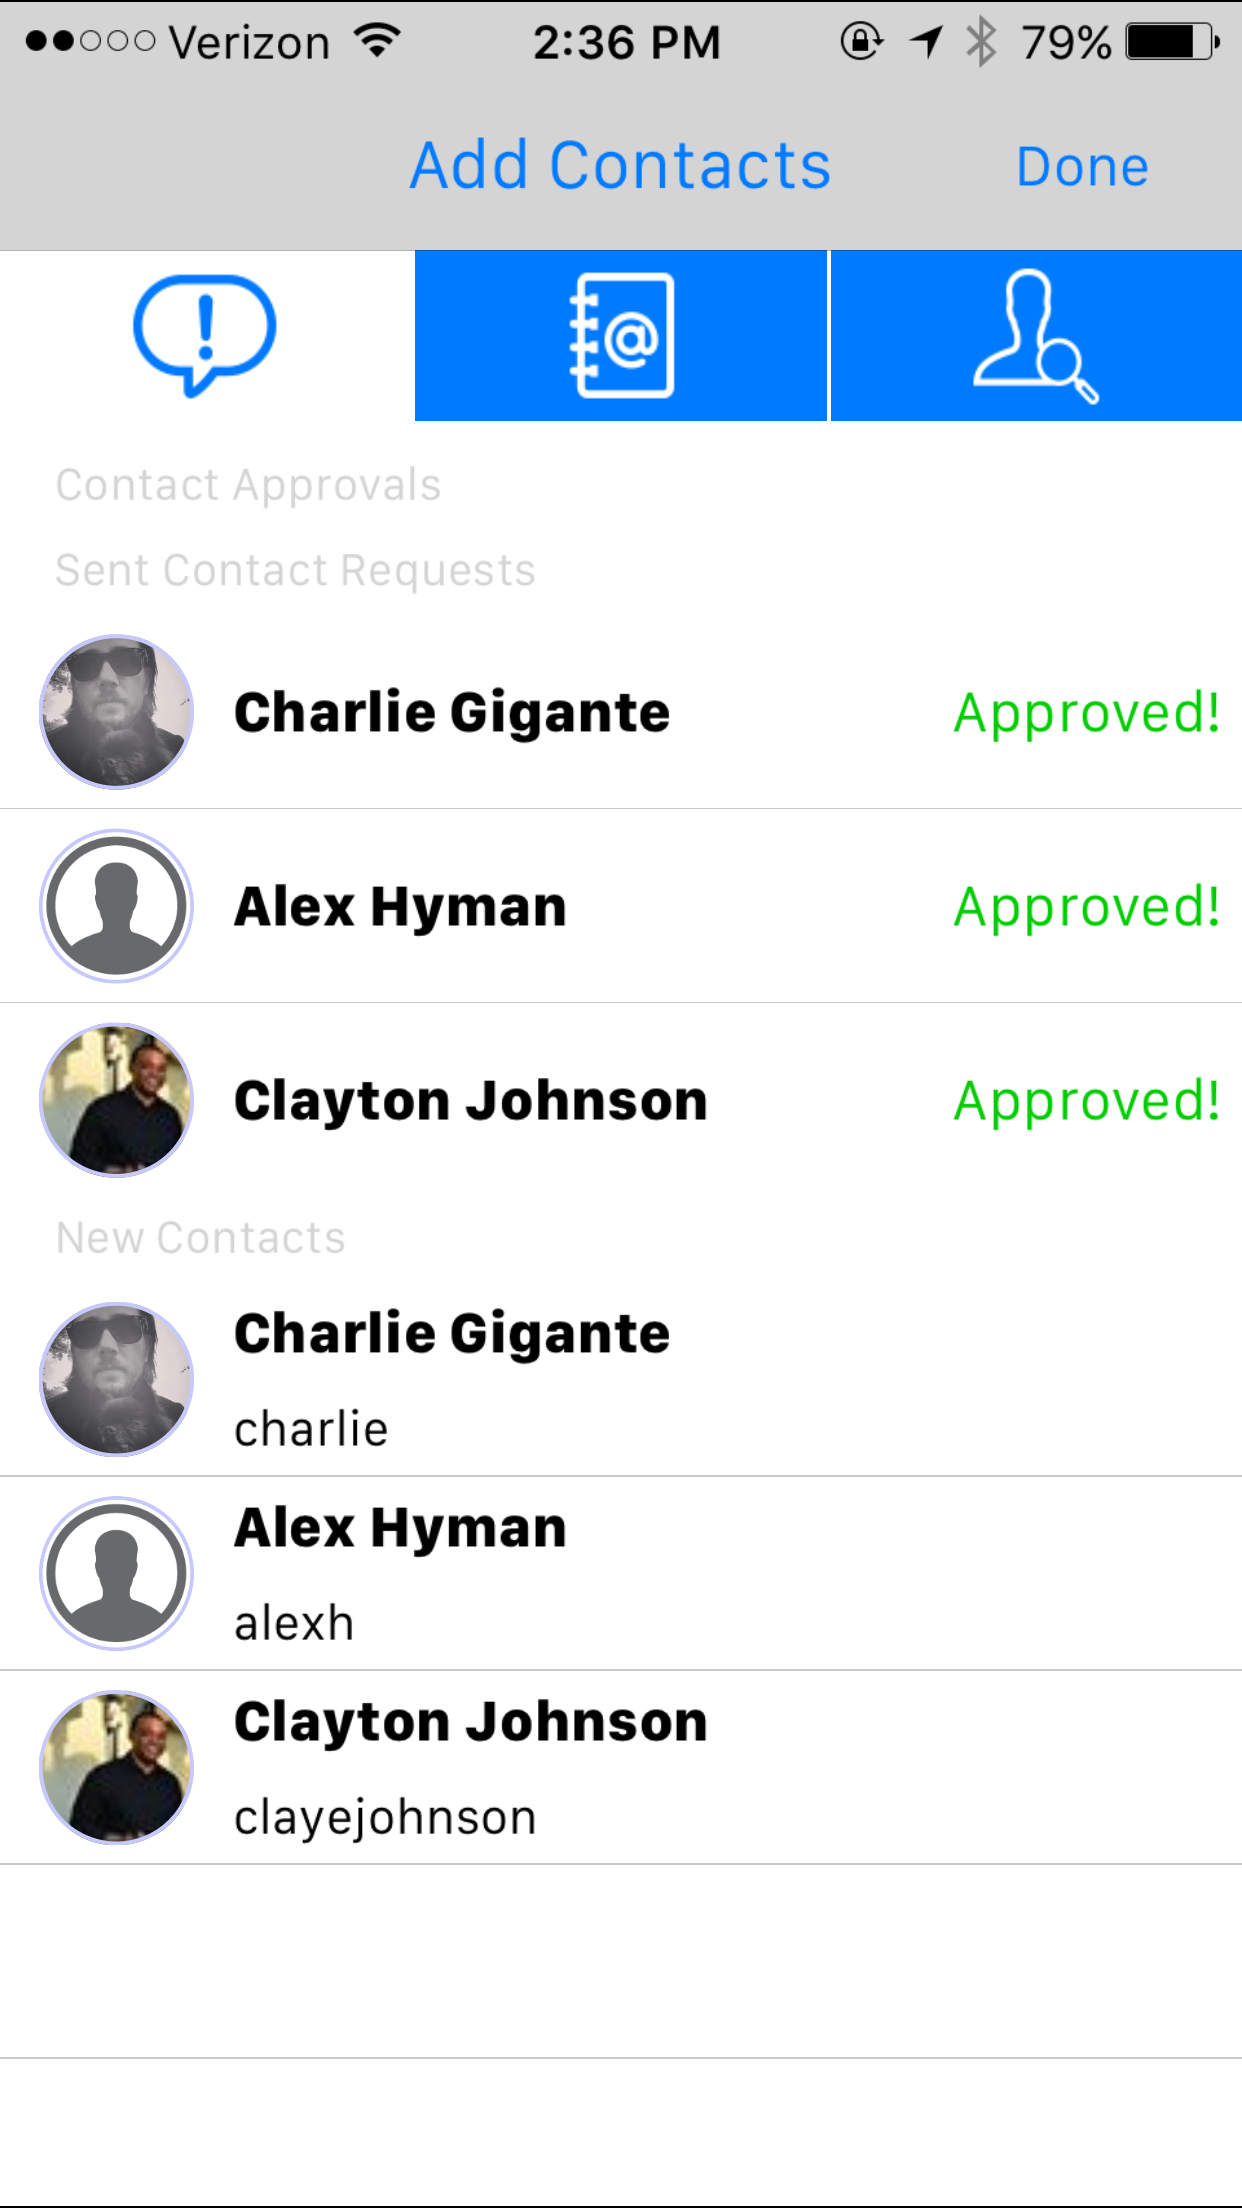 Verizon 2:36 PM 79%
Add Contacts Done
Contact Approvals
Sent Contact Requests
Charlie Gigante Approved!
Alex Hyman Approved!
Clayton Johnson Approved!
New Contacts
Charlie Gigante
charlie
Alex Hyman
alexh
Clayton Johnson
clayejohnson